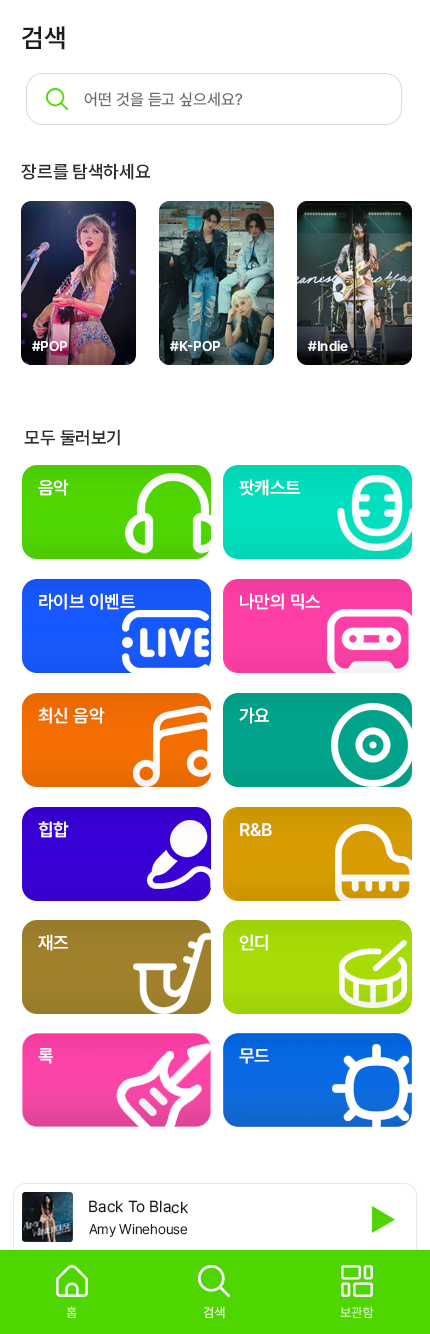 검색
어떤 것을 듣고 싶으세요?
장르를 탐색하세요
#POP
#K-POP
#Indie
모두 둘러보기
음악
팟캐스트
라이브 이벤트
LIVE
나만의 믹스
최신 음악
가요
힙합
R&B
재즈
인디
록
무드
Back To Black
AMY WINEHOUSE
Amy Winehouse
홈
검색
보관함